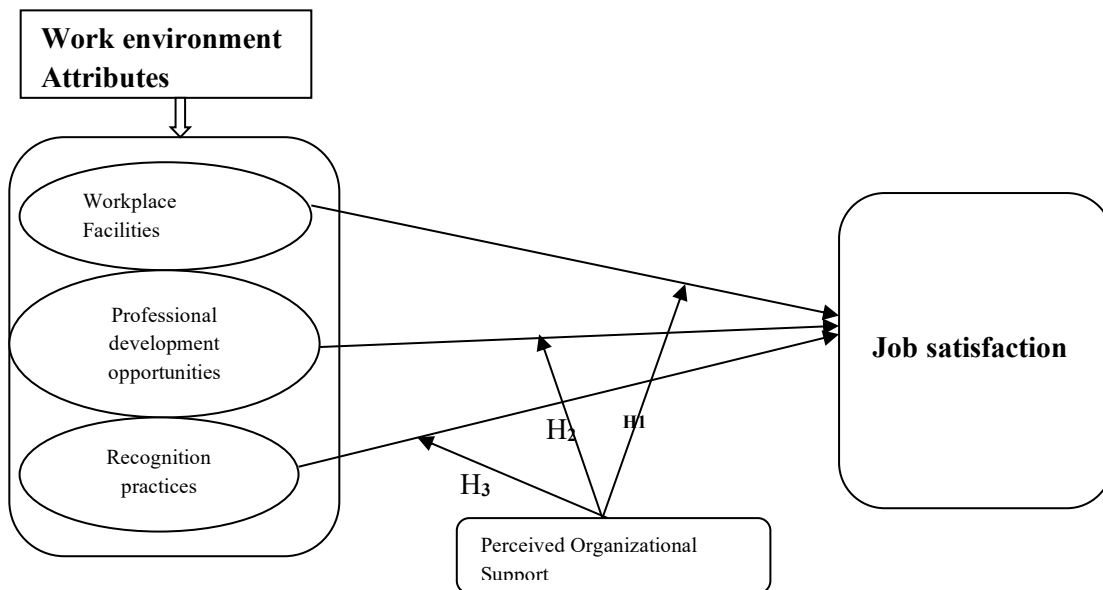 Work environment
Attributes
Workplace
Facilities
Professional
development
opportunities
Recognition
practices
Job satisfaction
H1
H2
H3
Perceived Organizational
Support